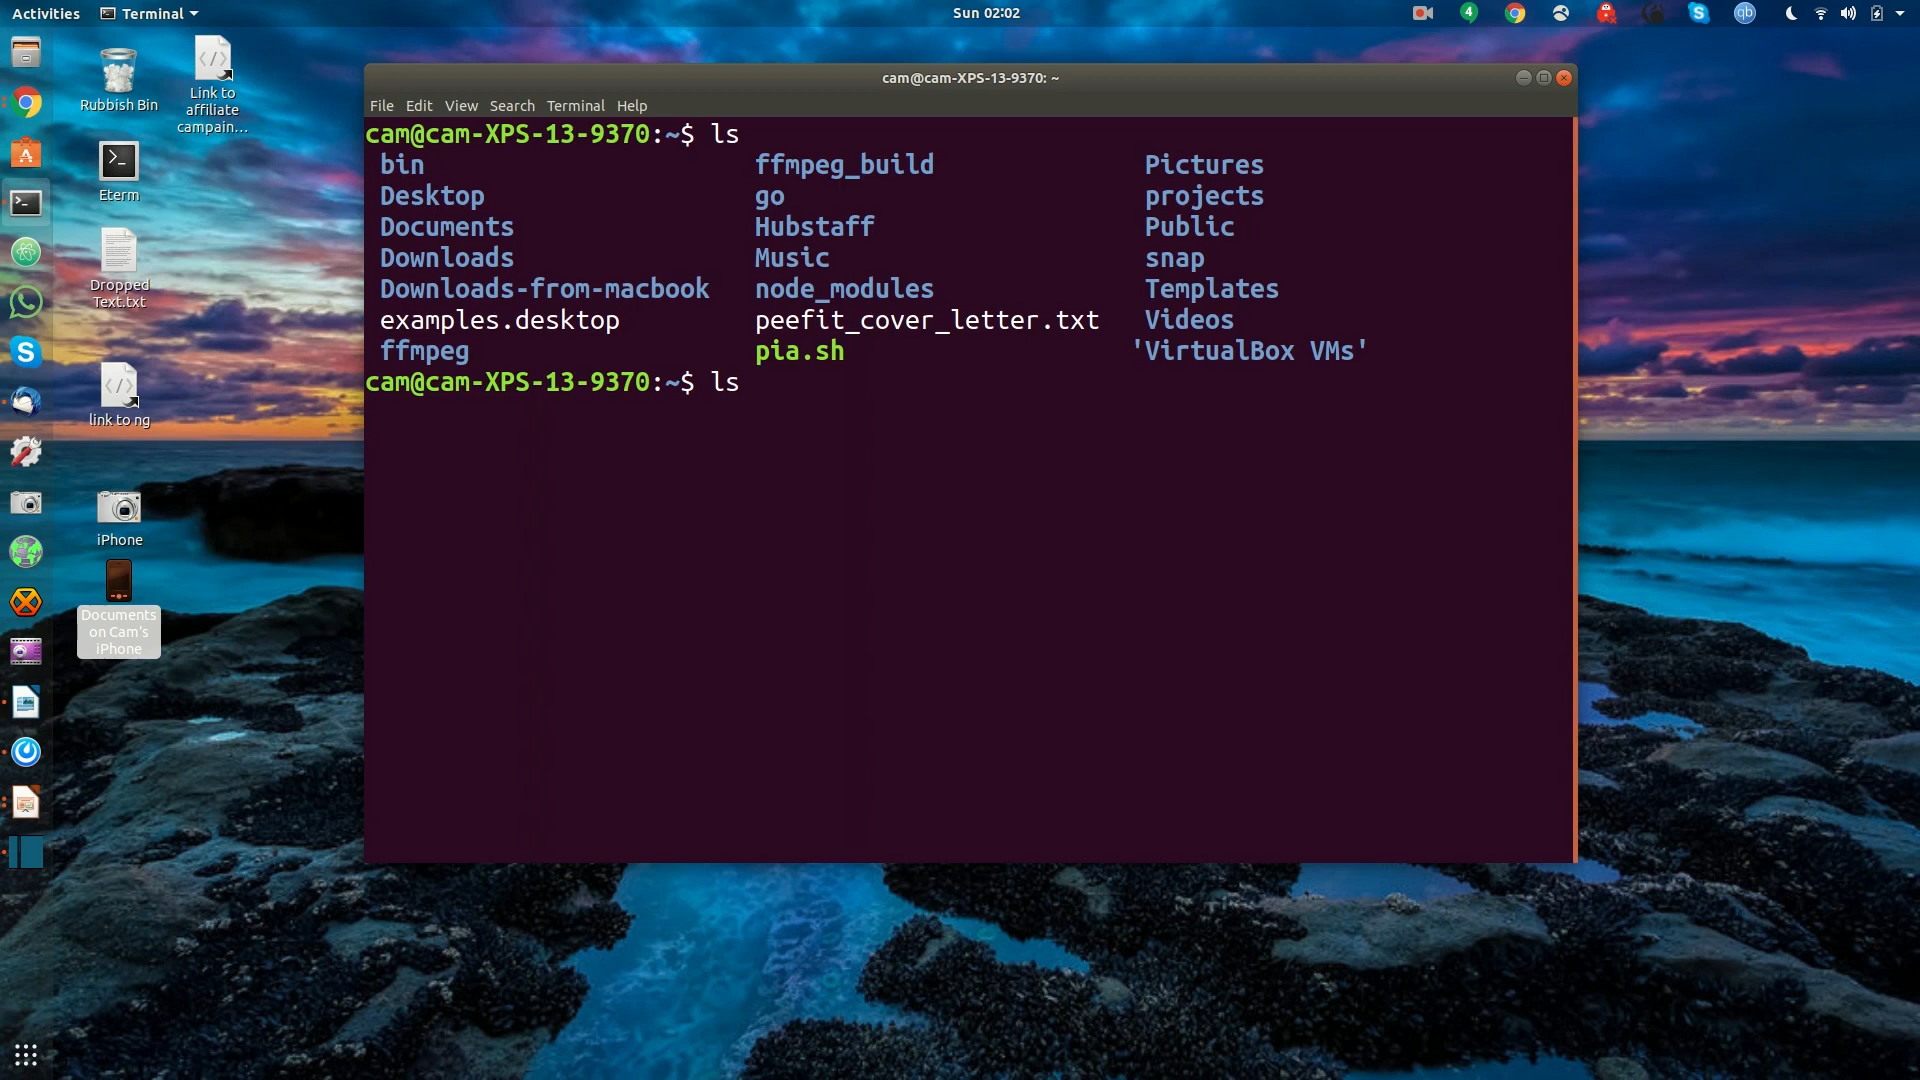 Activities Terminal Sun 02:02 4 qb
Rubbish Bin
Link to
affiliate
campain...
Eterm
Dropped
Text.txt
link to ng
iPhone
Documents
on Cam's
iPhone
cam@cam-XPS-13-9370: ~
File Edit View Search Terminal Help
cam@cam-XPS-13-9370:~$ ls
bin ffmpeg_build Pictures
Desktop go projects
Documents Hubstaff Public
Downloads Music snap
Downloads-from-macbook node_modules Templates
examples.desktop peefit_cover_letter.txt Videos
ffmpeg pia.sh 'VirtualBox VMs'
cam@cam-XPS-13-9370:~$ ls